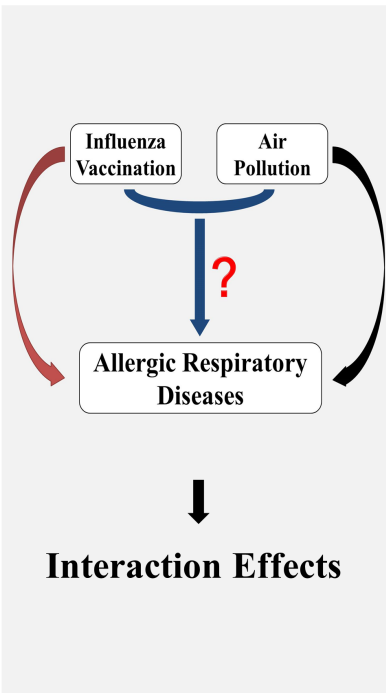 Influenza
Vaccination
Air
Pollution
?
Allergic Respiratory
Diseases
Interaction Effects